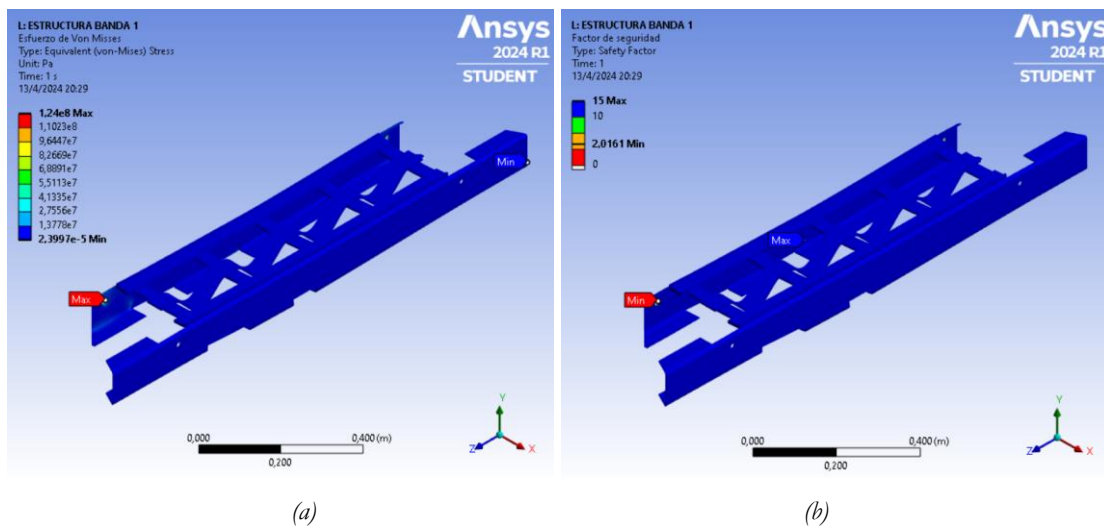 L: ESTRUCTURA BANDA 1
Esfuerzo de Von Misses
Type: Equivalent (von-Mises) Stress
Unit: Pa
Time: 1 s
13/4/2024 20:29
1,24e8 Max
1,1023e8
9,6447e7
8,2669e7
6,8891e7
5,5113e7
4,1335e7
2,7556e7
1,3778e7
2,3997e-5 Min
Ansys
2024 R1
STUDENT
Min
Max
0,000
0,400 (m)
0,200
Y
Z
X
(a)
L: ESTRUCTURA BANDA 1
Factor de seguridad
Type: Safety Factor
Time: 1
13/4/2024 20:29
15 Max
10
2,0161 Min
0
Ansys
2024 R1
STUDENT
Max
Min
0,000
0,400 (m)
0,200
Y
Z
X
(b)